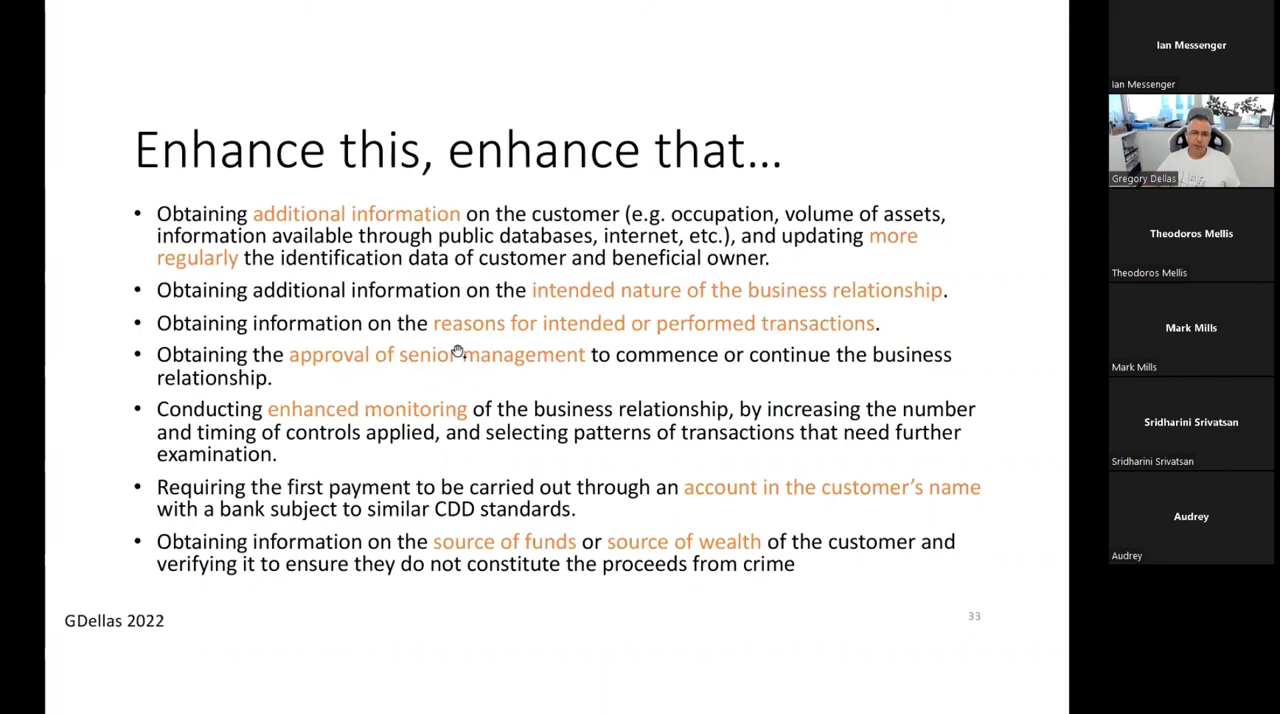 Enhance this, enhance that...
• Obtaining additional information on the customer (e.g. occupation, volume of assets,
information available through public databases, internet, etc.), and updating more
regularly the identification data of customer and beneficial owner.
• Obtaining additional information on the intended nature of the business relationship.
• Obtaining information on the reasons for intended or performed transactions.
• Obtaining the approval of senior management to commence or continue the business
relationship.
• Conducting enhanced monitoring of the business relationship, by increasing the number
and timing of controls applied, and selecting patterns of transactions that need further
examination.
• Requiring the first payment to be carried out through an account in the customer’s name
with a bank subject to similar CDD standards.
• Obtaining information on the source of funds or source of wealth of the customer and
verifying it to ensure they do not constitute the proceeds from crime
GDellas 2022
33
Ian Messenger
Ian Messenger
Gregory Dellas
Theodoros Mellis
Theodoros Mellis
Mark Mills
Mark Mills
Sridharini Srivatsan
Sridharini Srivatsan
Audrey
Audrey